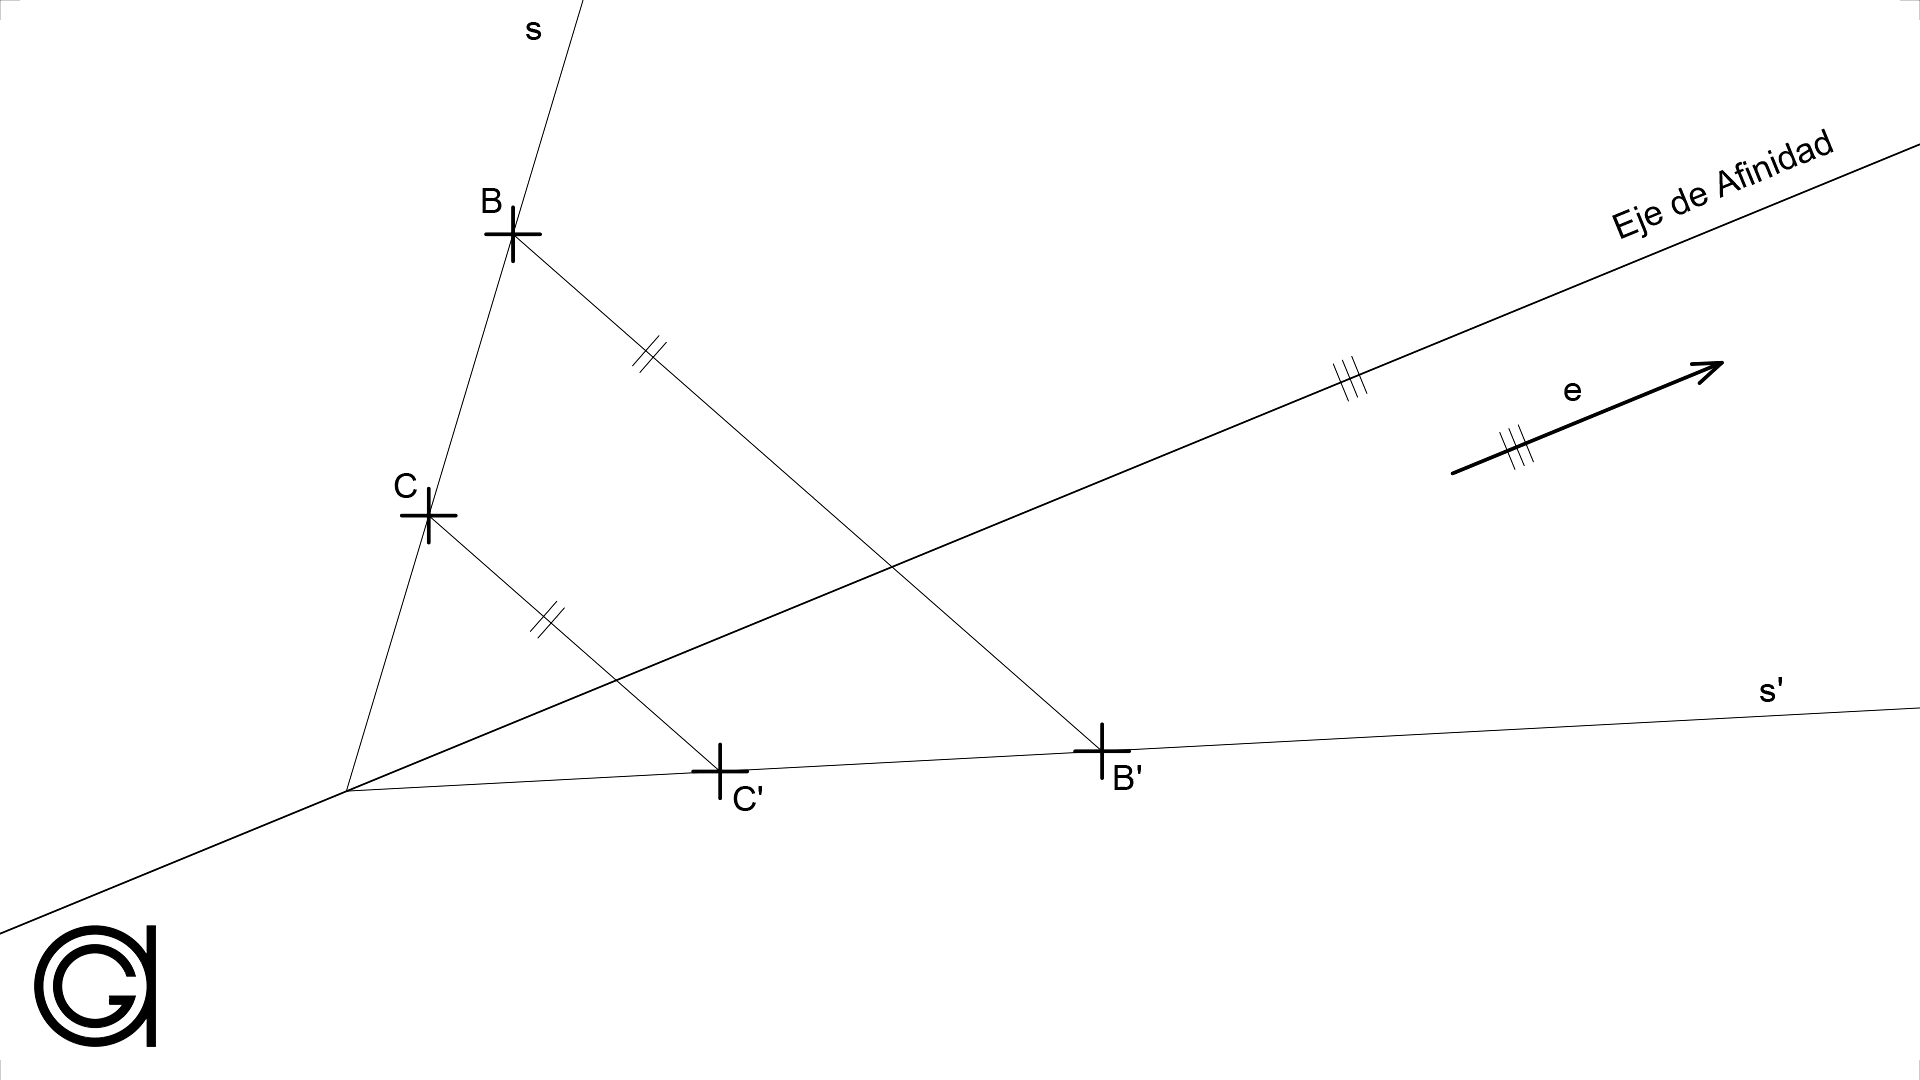 s
B
Eje de Afinidad
e
C
s'
B'
C'